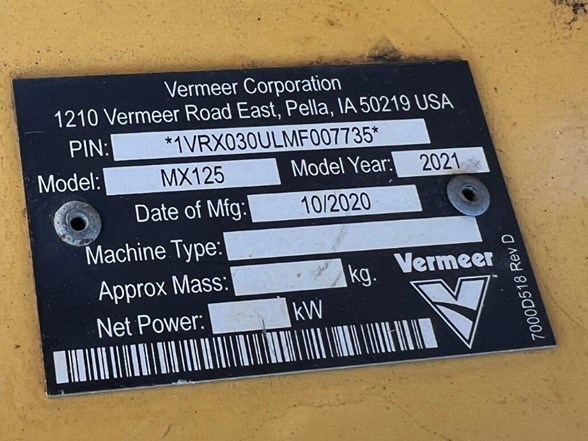 Vermeer Corporation
1210 Vermeer Road East, Pella, IA 50219 USA
PIN: *1VRX030ULMF007735*
Model: MX125 Model Year: 2021
Date of Mfg: 10/2020
Machine Type:
Approx Mass: kg.
Net Power: kW
Vermeer
7000D518 Rev D